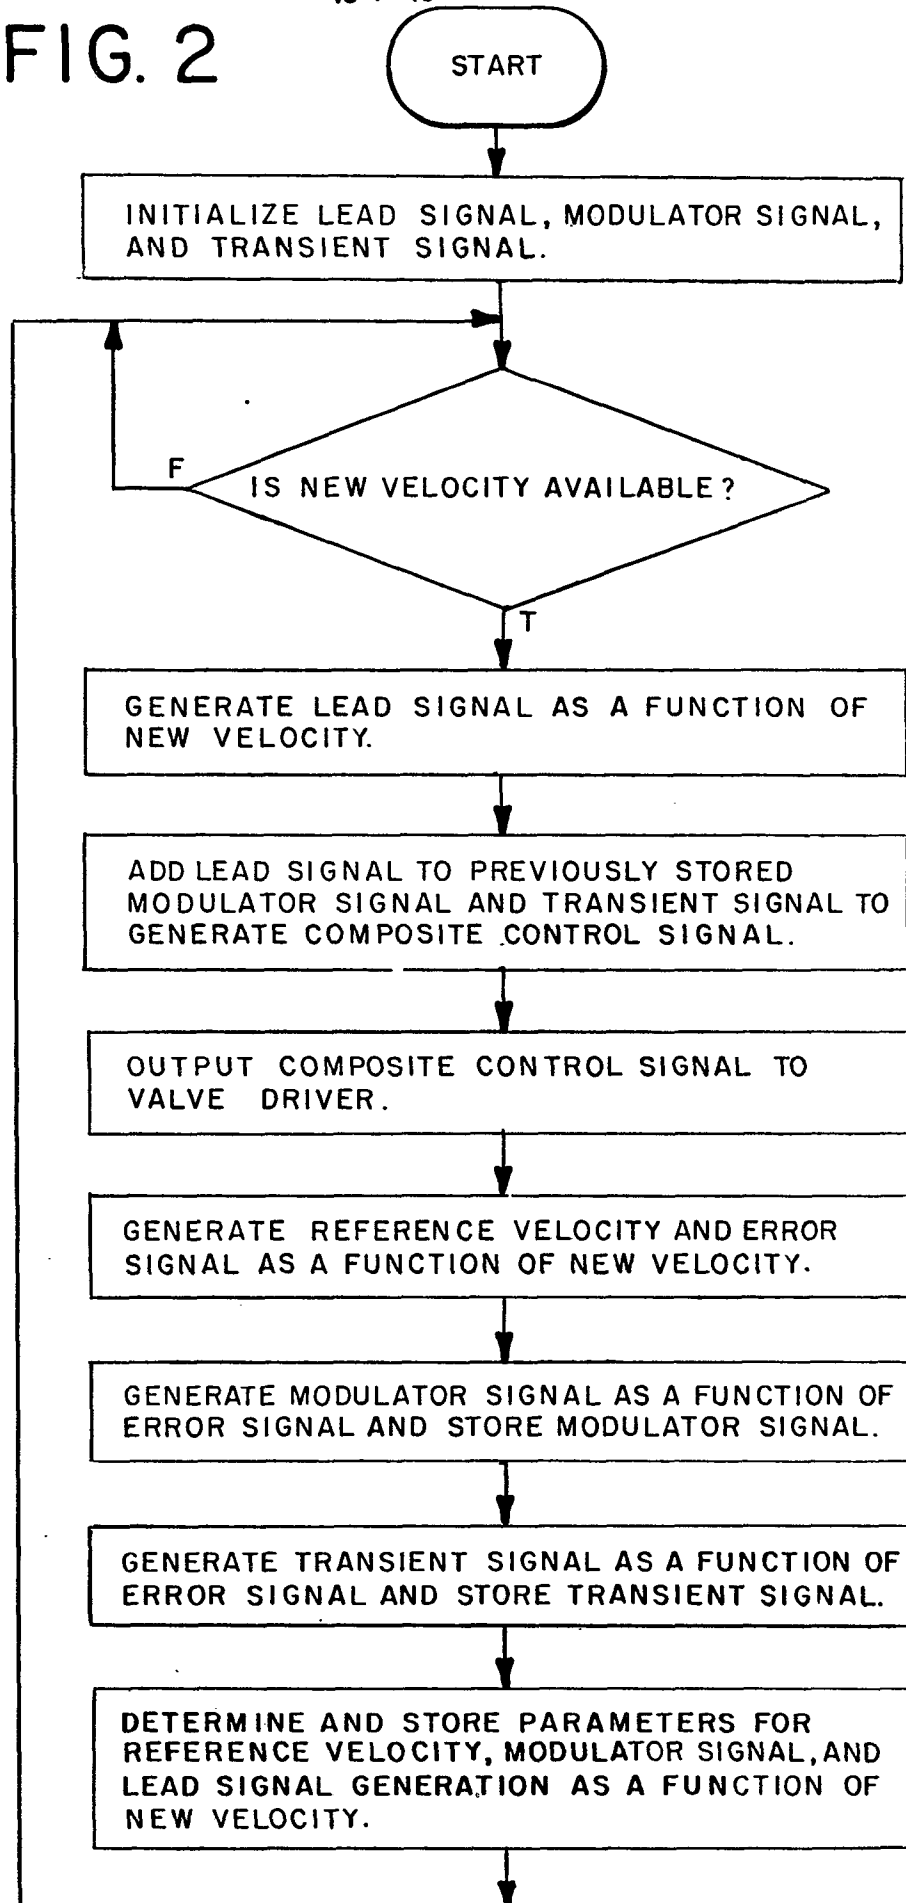 FIG. 2
START
INITIALIZE LEAD SIGNAL, MODULATOR SIGNAL,
AND TRANSIENT SIGNAL.
F
IS NEW VELOCITY AVAILABLE?
T
GENERATE LEAD SIGNAL AS A FUNCTION OF
NEW VELOCITY.
ADD LEAD SIGNAL TO PREVIOUSLY STORED
MODULATOR SIGNAL AND TRANSIENT SIGNAL TO
GENERATE COMPOSITE CONTROL SIGNAL.
OUTPUT COMPOSITE CONTROL SIGNAL TO
VALVE DRIVER.
GENERATE REFERENCE VELOCITY AND ERROR
SIGNAL AS A FUNCTION OF NEW VELOCITY.
GENERATE MODULATOR SIGNAL AS A FUNCTION OF
ERROR SIGNAL AND STORE MODULATOR SIGNAL.
GENERATE TRANSIENT SIGNAL AS A FUNCTION OF
ERROR SIGNAL AND STORE TRANSIENT SIGNAL.
DETERMINE AND STORE PARAMETERS FOR
REFERENCE VELOCITY, MODULATOR SIGNAL, AND
LEAD SIGNAL GENERATION AS A FUNCTION OF
NEW VELOCITY.